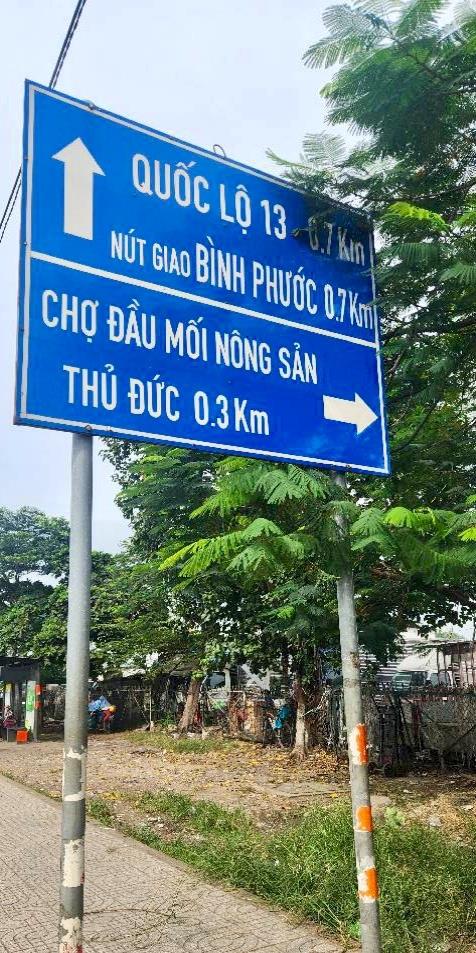 QUỐC LỘ 13 0.7 Km
NÚT GIAO BÌNH PHƯỚC 0.7 Km
CHỢ ĐẦU MỐI NÔNG SẢN
THỦ ĐỨC 0.3 Km